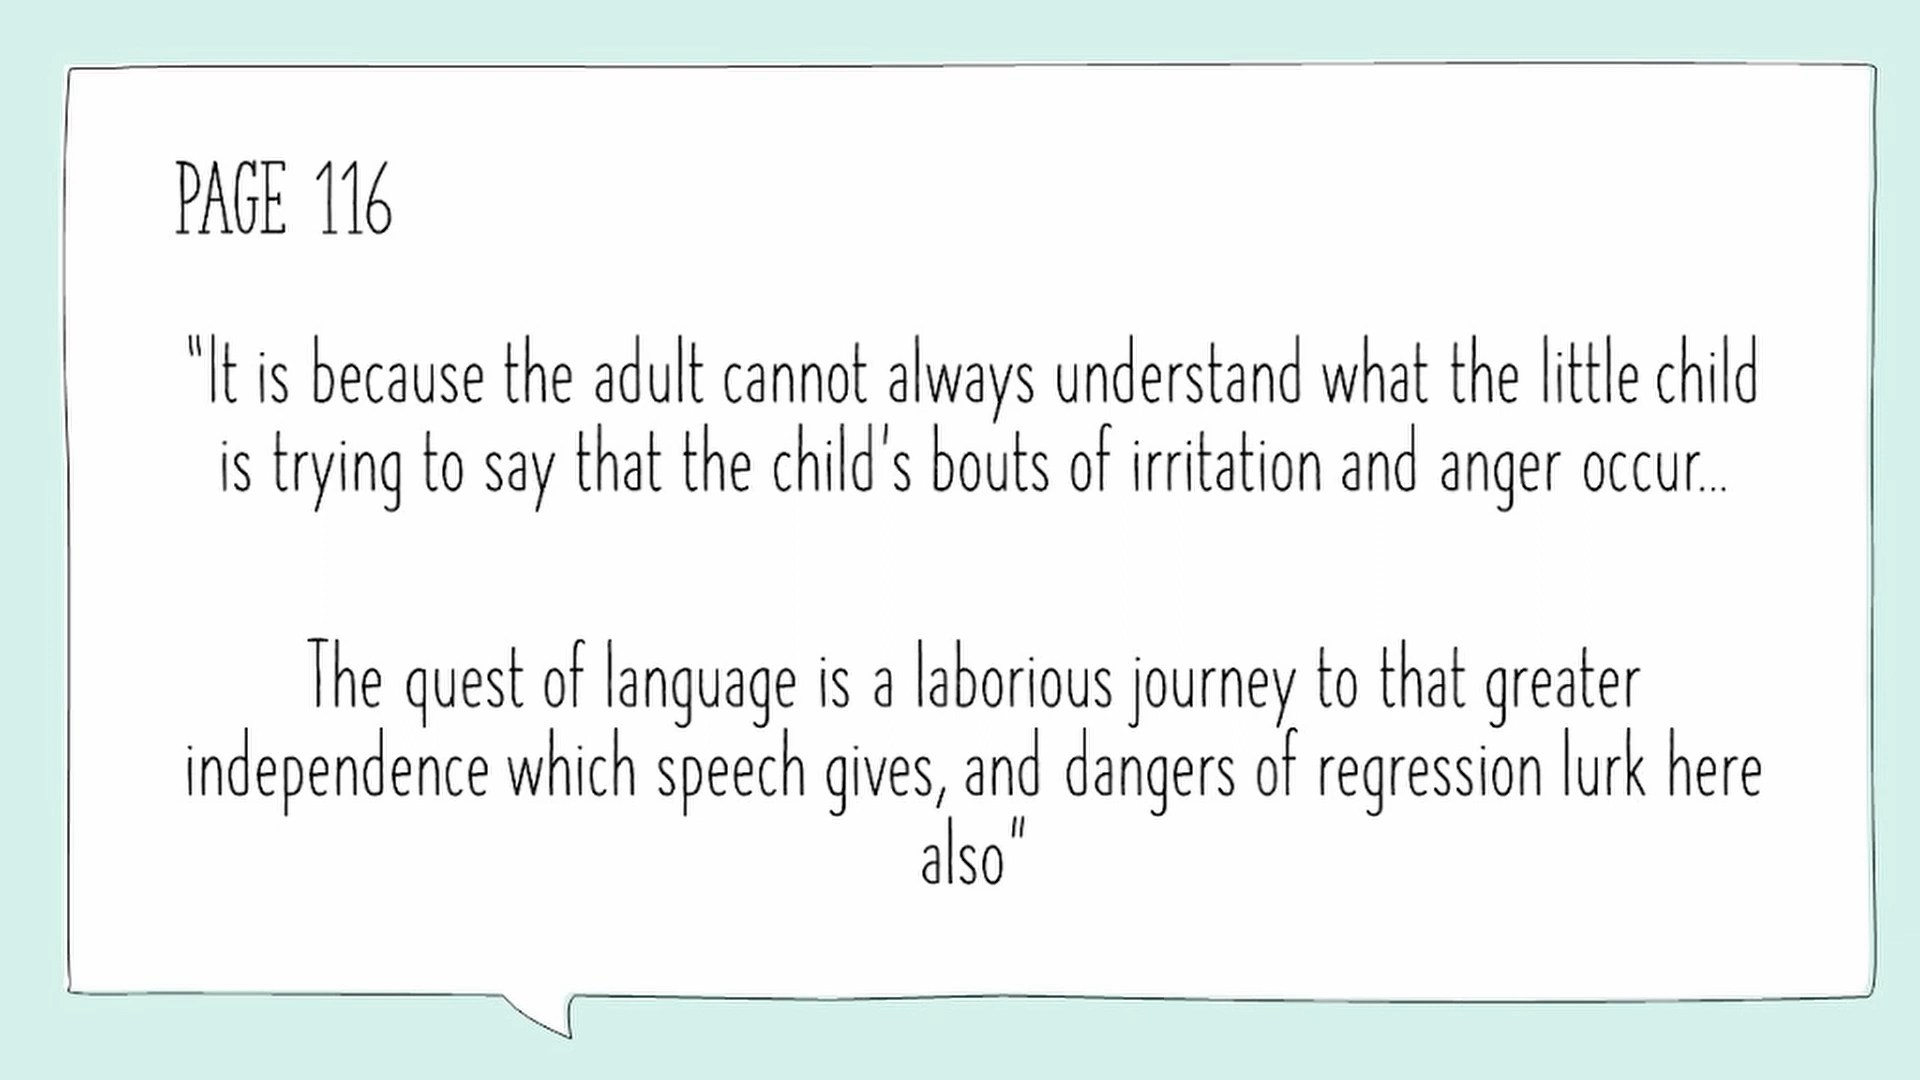 PAGE 116
"It is because the adult cannot always understand what the little child
is trying to say that the child's bouts of irritation and anger occur...
The quest of language is a laborious journey to that greater
independence which speech gives, and dangers of regression lurk here
also"